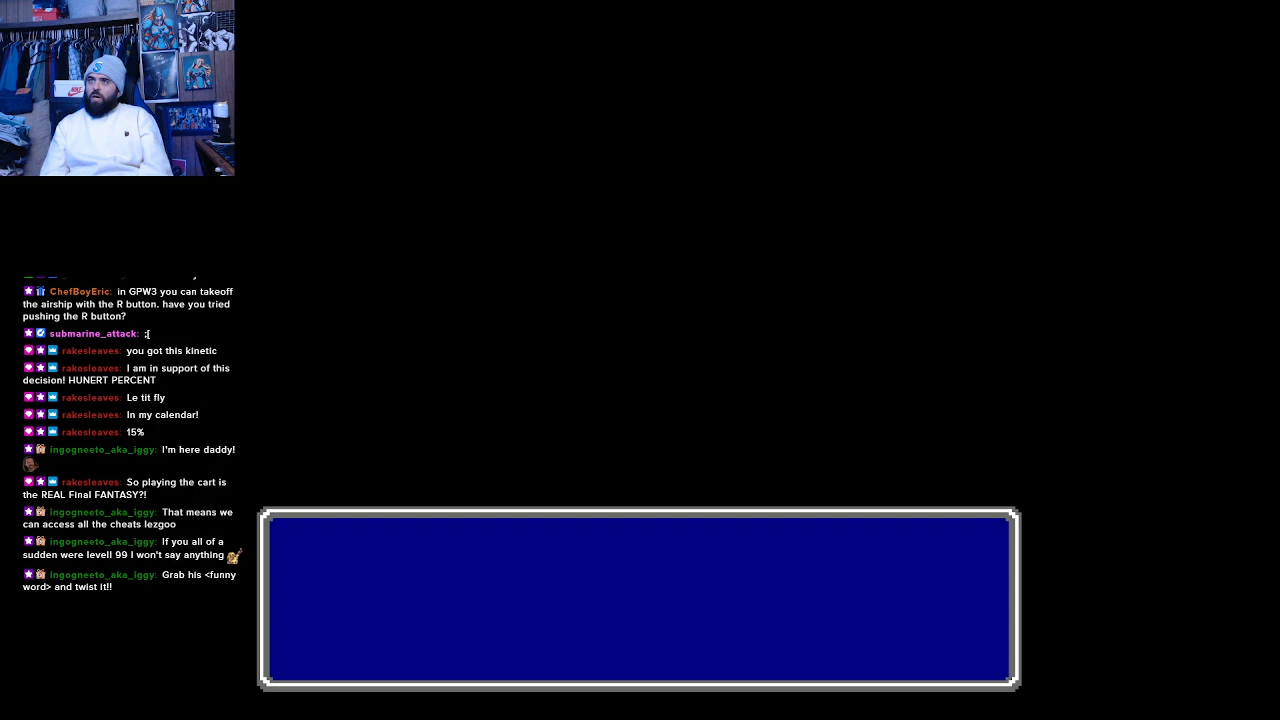 NIKE
ChefBoyEric: in GPW3 you can takeoff
the airship with the R button. have you tried
pushing the R button?
submarine_attack: ;[
rakesleaves: you got this kinetic
rakesleaves: I am in support of this
decision! HUNERT PERCENT
rakesleaves: Le tit fly
rakesleaves: In my calendar!
rakesleaves: 15%
ingogneeto_aka_iggy: I'm here daddy!
rakesleaves: So playing the cart is
the REAL Final FANTASY?!
ingogneeto_aka_iggy: That means we
can access all the cheats lezgoo
ingogneeto_aka_iggy: If you all of a
sudden were levell 99 I won't say anything
ingogneeto_aka_iggy: Grab his <funny
word> and twist it!!